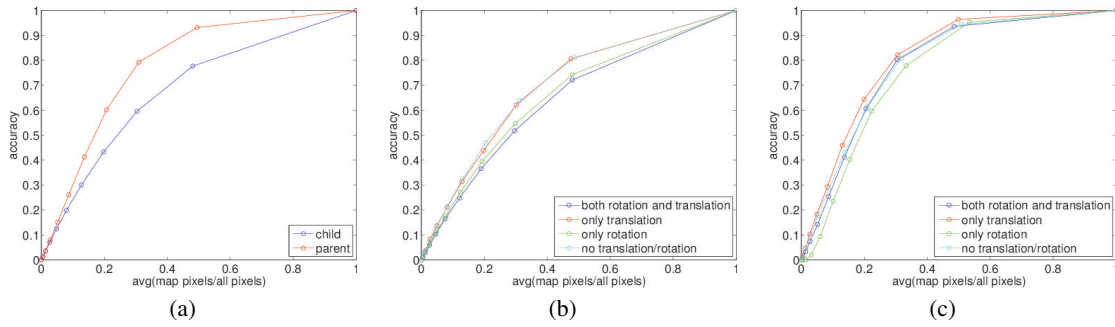 1
0.9
0.8
0.7
0.6
0.5
0.4
0.3
0.2
0.1
0
accuracy
0 0.2 0.4 0.6 0.8 1
avg(map pixels/all pixels)
child
parent
(a)
1
0.9
0.8
0.7
0.6
0.5
0.4
0.3
0.2
0.1
0
accuracy
0 0.2 0.4 0.6 0.8 1
avg(map pixels/all pixels)
both rotation and translation
only translation
only rotation
no translation/rotation
(b)
1
0.9
0.8
0.7
0.6
0.5
0.4
0.3
0.2
0.1
0
accuracy
0 0.2 0.4 0.6 0.8 1
avg(map pixels/all pixels)
both rotation and translation
only translation
only rotation
no translation/rotation
(c)